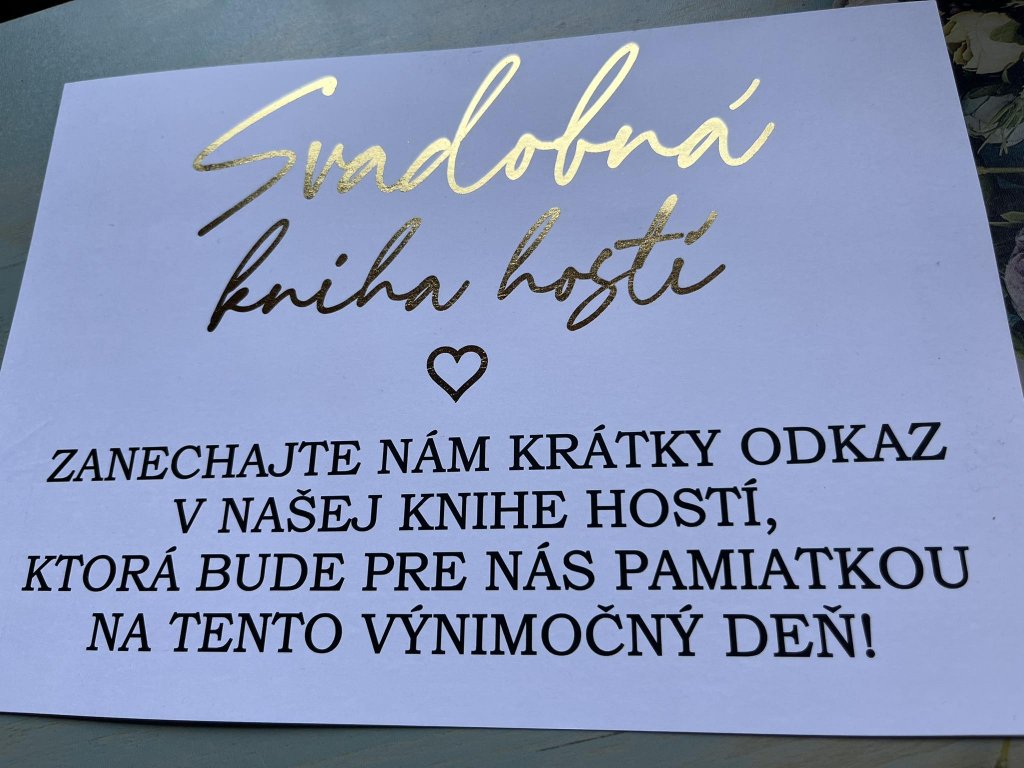 Svadobná
kniha hostí
ZANECHAJTE NÁM KRÁTKY ODKAZ
V NAŠEJ KNIHE HOSTÍ,
KTORÁ BUDE PRE NÁS PAMIATKOU
NA TENTO VÝNIMOČNÝ DEŇ!